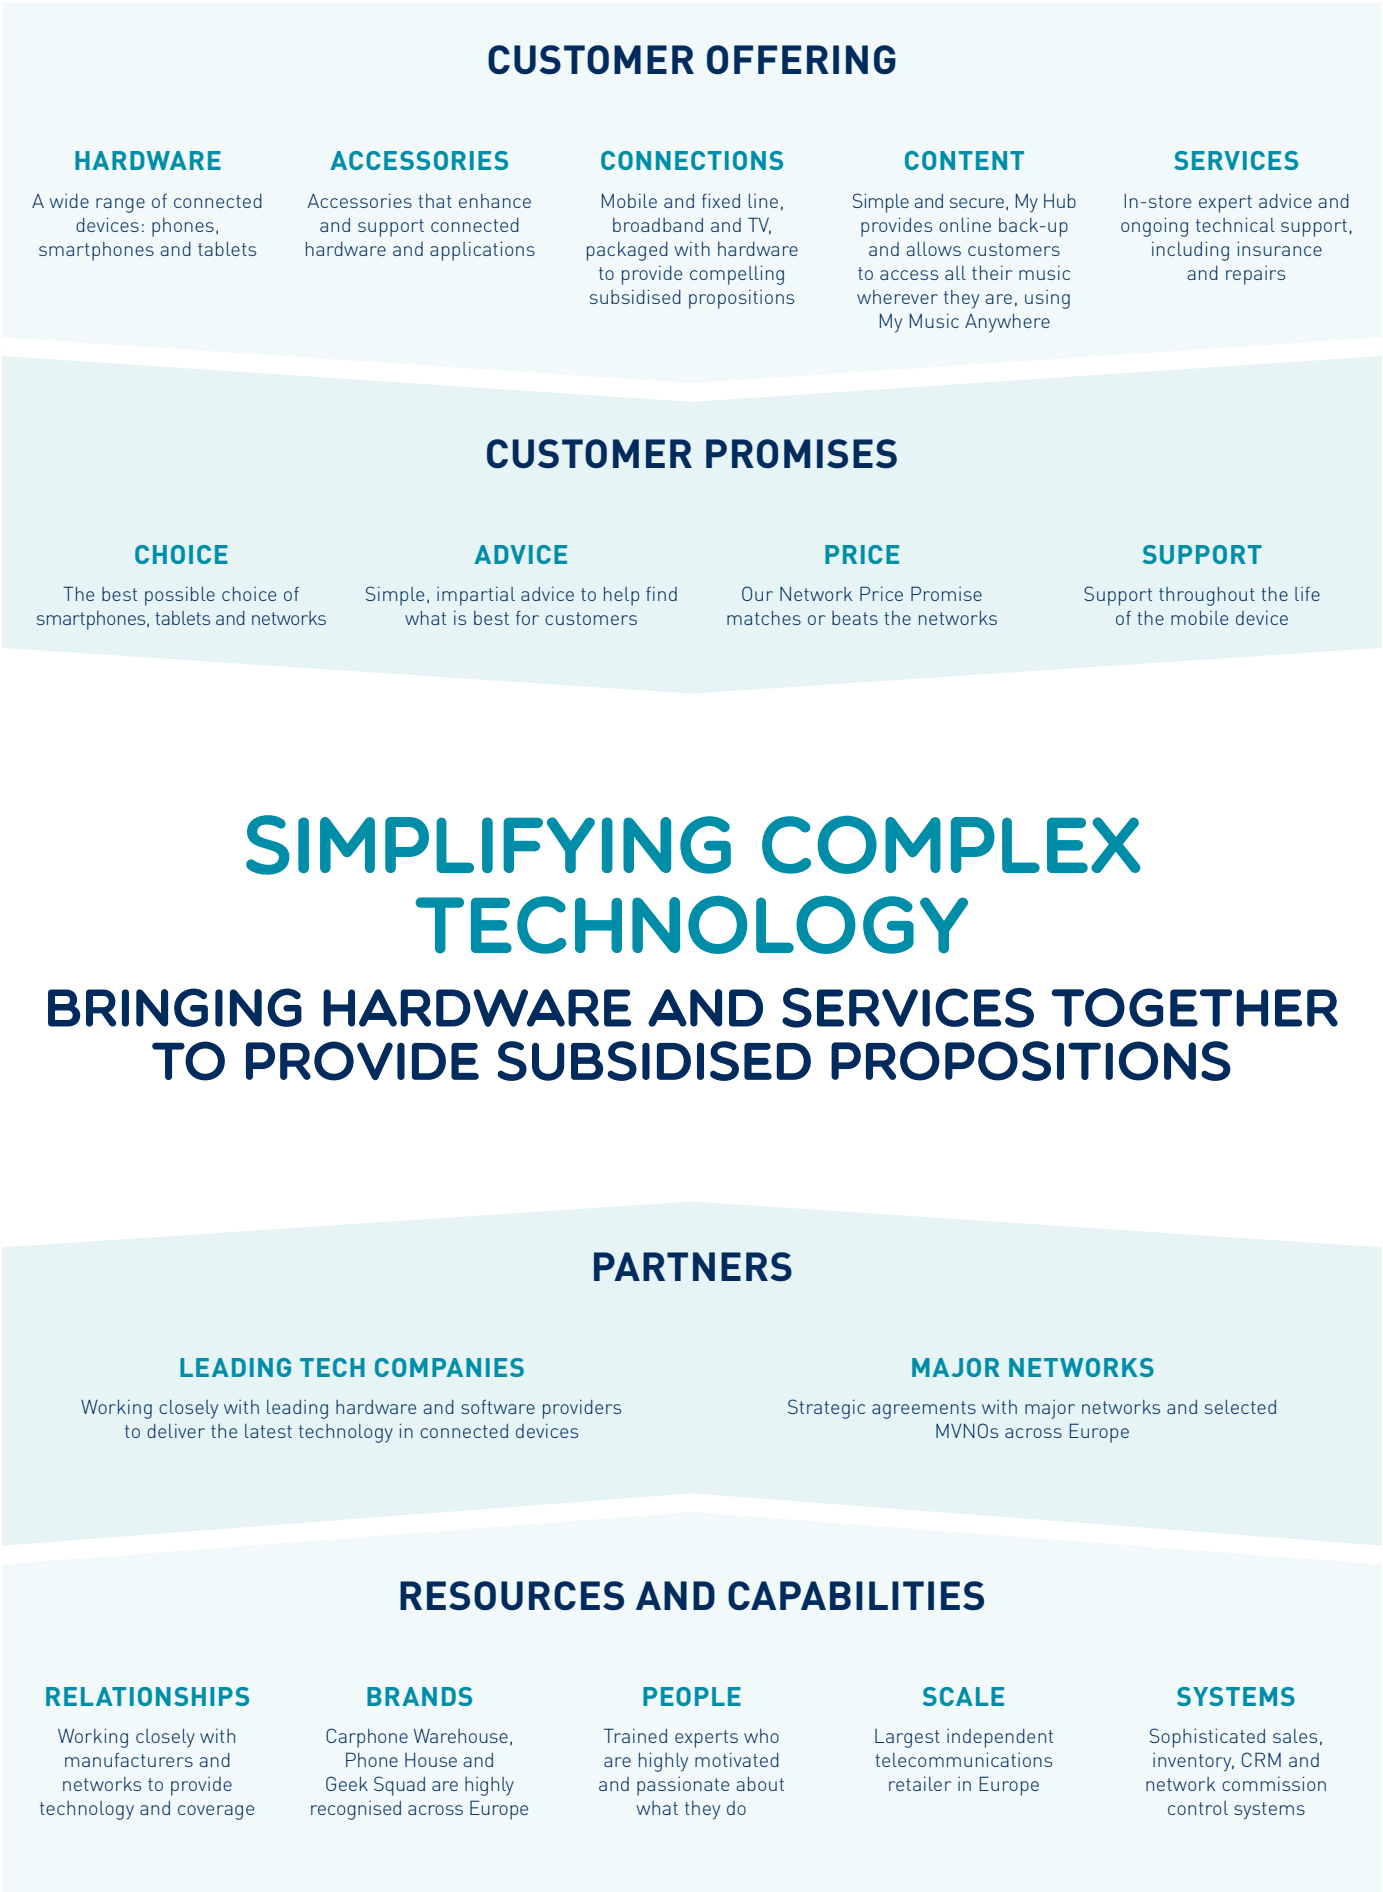 CUSTOMER OFFERING
HARDWARE
A wide range of connected
devices: phones,
smartphones and tablets
ACCESSORIES
Accessories that enhance
and support connected
hardware and applications
CONNECTIONS
Mobile and fixed line,
broadband and TV,
packaged with hardware
to provide compelling
subsidised propositions
CONTENT
Simple and secure, My Hub
provides online back-up
and allows customers
to access all their music
wherever they are, using
My Music Anywhere
SERVICES
In-store expert advice and
ongoing technical support,
including insurance
and repairs
CUSTOMER PROMISES
CHOICE
The best possible choice of
smartphones, tablets and networks
ADVICE
Simple, impartial advice to help find
what is best for customers
PRICE
Our Network Price Promise
matches or beats the networks
SUPPORT
Support throughout the life
of the mobile device
SIMPLIFYING COMPLEX
TECHNOLOGY
BRINGING HARDWARE AND SERVICES TOGETHER
TO PROVIDE SUBSIDISED PROPOSITIONS
PARTNERS
LEADING TECH COMPANIES
Working closely with leading hardware and software providers
to deliver the latest technology in connected devices
MAJOR NETWORKS
Strategic agreements with major networks and selected
MVNOs across Europe
RESOURCES AND CAPABILITIES
RELATIONSHIPS
Working closely with
manufacturers and
networks to provide
technology and coverage
BRANDS
Carphone Warehouse,
Phone House and
Geek Squad are highly
recognised across Europe
PEOPLE
Trained experts who
are highly motivated
and passionate about
what they do
SCALE
Largest independent
telecommunications
retailer in Europe
SYSTEMS
Sophisticated sales,
inventory, CRM and
network commission
control systems